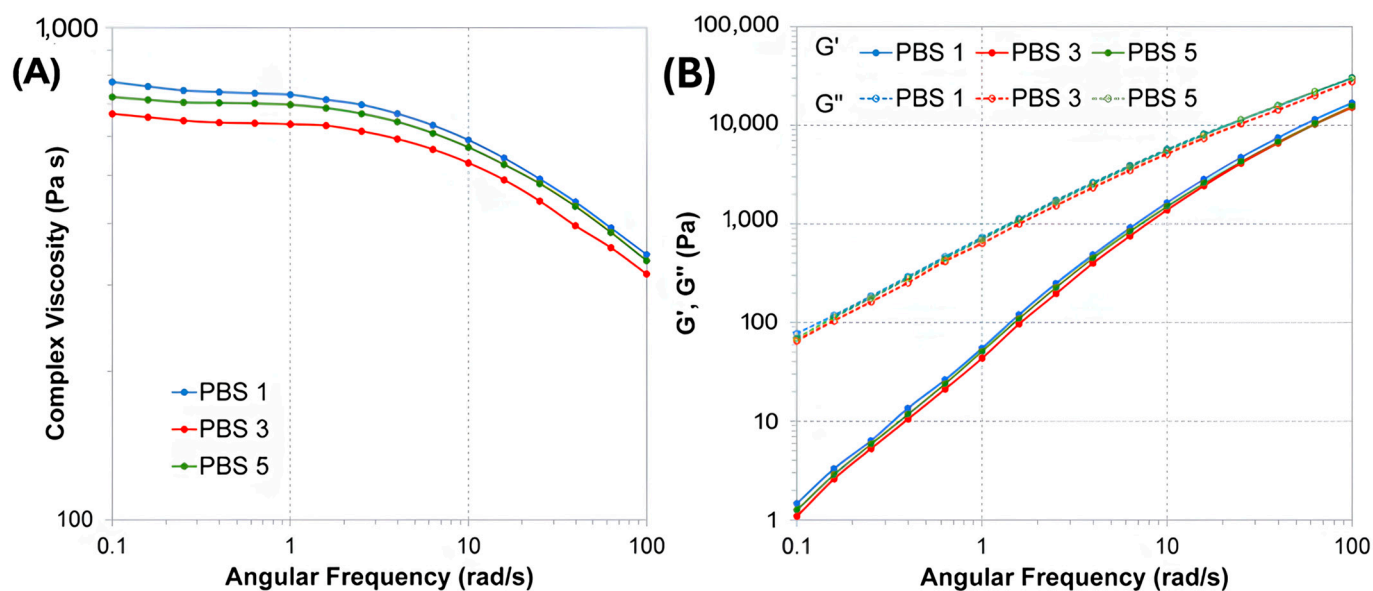 (A)
1,000
100
Complex Viscosity (Pa s)
PBS 1
PBS 3
PBS 5
0.1 1 10 100
Angular Frequency (rad/s)
(B)
100,000
10,000
1,000
100
10
1
G', G" (Pa)
G' PBS 1 PBS 3 PBS 5
G" PBS 1 PBS 3 PBS 5
0.1 1 10 100
Angular Frequency (rad/s)